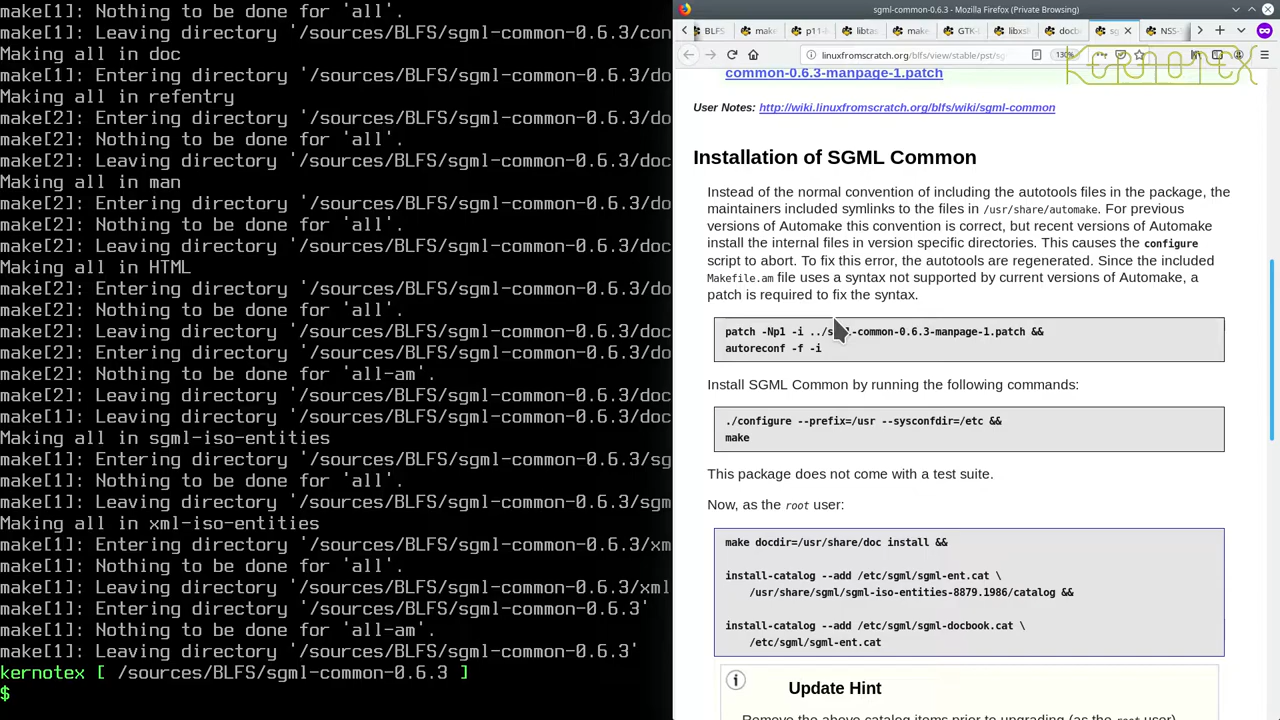 make[1]: Nothing to be done for 'all'.
make[1]: Leaving directory '/sources/BLFS/sgml-common-0.6.3/con
Making all in doc
make[1]: Entering directory '/sources/BLFS/sgml-common-0.6.3/do
Making all in refentry
make[2]: Entering directory '/sources/BLFS/sgml-common-0.6.3/do
make[2]: Nothing to be done for 'all'.
make[2]: Leaving directory '/sources/BLFS/sgml-common-0.6.3/doc
Making all in man
make[2]: Entering directory '/sources/BLFS/sgml-common-0.6.3/do
make[2]: Nothing to be done for 'all'.
make[2]: Leaving directory '/sources/BLFS/sgml-common-0.6.3/doc
Making all in HTML
make[2]: Entering directory '/sources/BLFS/sgml-common-0.6.3/do
make[2]: Nothing to be done for 'all'.
make[2]: Leaving directory '/sources/BLFS/sgml-common-0.6.3/doc
make[2]: Entering directory '/sources/BLFS/sgml-common-0.6.3/do
make[2]: Nothing to be done for 'all-am'.
make[2]: Leaving directory '/sources/BLFS/sgml-common-0.6.3/doc
make[1]: Leaving directory '/sources/BLFS/sgml-common-0.6.3/doc
Making all in sgml-iso-entities
make[1]: Entering directory '/sources/BLFS/sgml-common-0.6.3/sg
make[1]: Nothing to be done for 'all'.
make[1]: Leaving directory '/sources/BLFS/sgml-common-0.6.3/sgm
Making all in xml-iso-entities
make[1]: Entering directory '/sources/BLFS/sgml-common-0.6.3/xm
make[1]: Nothing to be done for 'all'.
make[1]: Leaving directory '/sources/BLFS/sgml-common-0.6.3/xml
make[1]: Entering directory '/sources/BLFS/sgml-common-0.6.3'
make[1]: Nothing to be done for 'all-am'.
make[1]: Leaving directory '/sources/BLFS/sgml-common-0.6.3'
kernotex [ /sources/BLFS/sgml-common-0.6.3 ]
$
sgml-common-0.6.3 - Mozilla Firefox (Private Browsing)
BLFS make p11-k libtas make GTK-D libxsl docbo sg NSS-
linuxfromscratch.org/blfs/view/stable/pst/sg 130%
KERNOTEX
common-0.6.3-manpage-1.patch
User Notes: http://wiki.linuxfromscratch.org/blfs/wiki/sgml-common
Installation of SGML Common
Instead of the normal convention of including the autotools files in the package, the
maintainers included symlinks to the files in /usr/share/automake. For previous
versions of Automake this convention is correct, but recent versions of Automake
install the internal files in version specific directories. This causes the configure
script to abort. To fix this error, the autotools are regenerated. Since the included
Makefile.am file uses a syntax not supported by current versions of Automake, a
patch is required to fix the syntax.
patch -Np1 -i ../sgml-common-0.6.3-manpage-1.patch &&
autoreconf -f -i
Install SGML Common by running the following commands:
./configure --prefix=/usr --sysconfdir=/etc &&
make
This package does not come with a test suite.
Now, as the root user:
make docdir=/usr/share/doc install &&
install-catalog --add /etc/sgml/sgml-ent.cat \
/usr/share/sgml/sgml-iso-entities-8879.1986/catalog &&
install-catalog --add /etc/sgml/sgml-docbook.cat \
/etc/sgml/sgml-ent.cat
Update Hint
Remove the above catalog items prior to upgrading (as the root user)